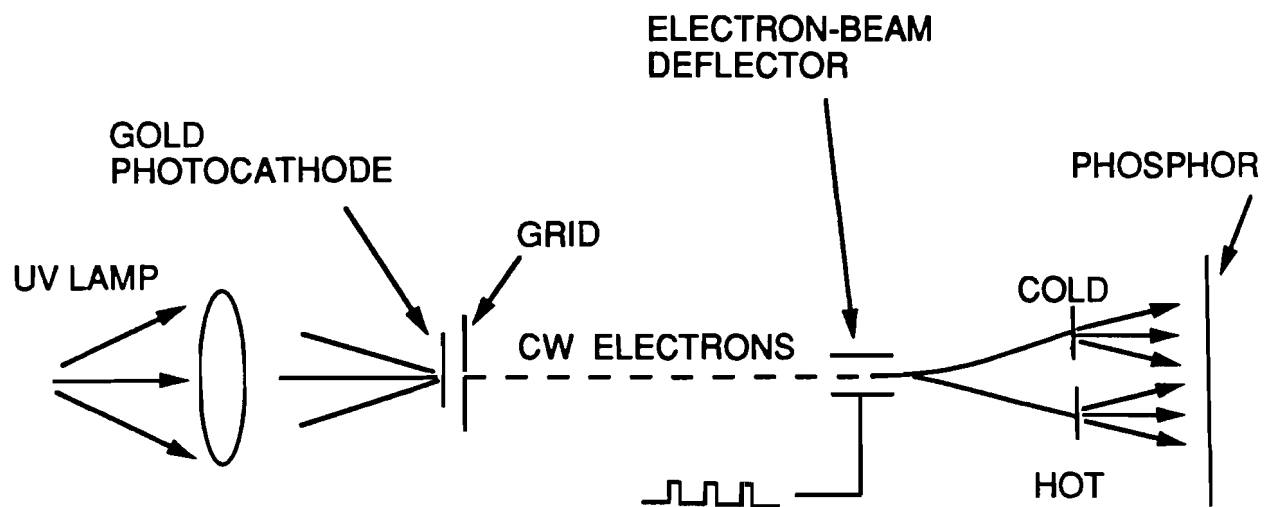 ELECTRON-BEAM
DEFLECTOR
GOLD
PHOTOCATHODE
PHOSPHOR
GRID
UV LAMP
COLD
CW ELECTRONS
HOT